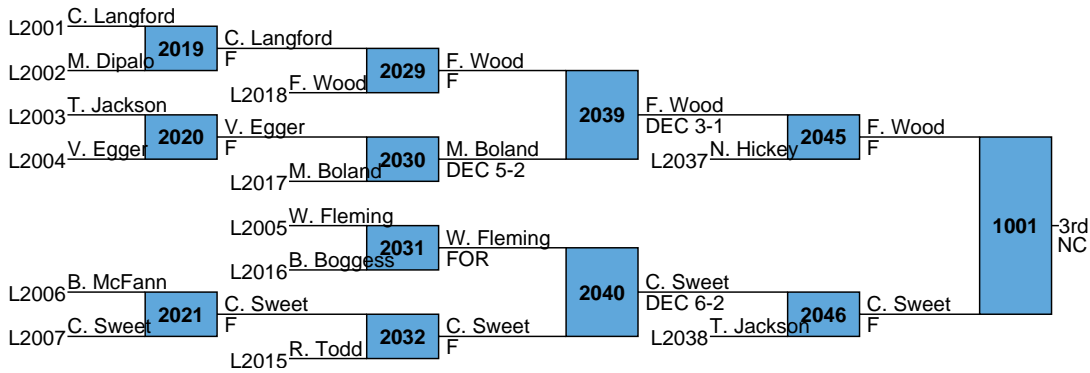 C. Langford
L2001
2019
C. Langford
F
M. Dipalo
L2002
2029
F. Wood
F
F. Wood
L2018
T. Jackson
L2003
2020
V. Egger
F
V. Egger
L2004
2030
M. Boland
DEC 5-2
M. Boland
L2017
2039
F. Wood
DEC 3-1
N. Hickey
L2037
2045
F. Wood
F
W. Fleming
L2005
2031
W. Fleming
FOR
B. Boggess
L2016
B. McFann
L2006
2021
C. Sweet
F
C. Sweet
L2007
2032
C. Sweet
F
R. Todd
L2015
2040
C. Sweet
DEC 6-2
T. Jackson
L2038
2046
C. Sweet
F
1001
3rd
NC